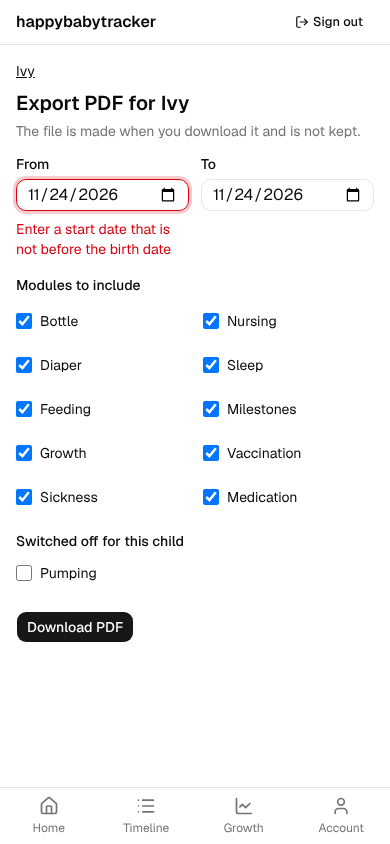 happybabytracker
Sign out
Ivy
Export PDF for Ivy
The file is made when you download it and is not kept.
From
To
11/24/2026
11/24/2026
Enter a start date that is
not before the birth date
Modules to include
Bottle
Nursing
Diaper
Sleep
Feeding
Milestones
Growth
Vaccination
Sickness
Medication
Switched off for this child
Pumping
Download PDF
Home
Timeline
Growth
Account